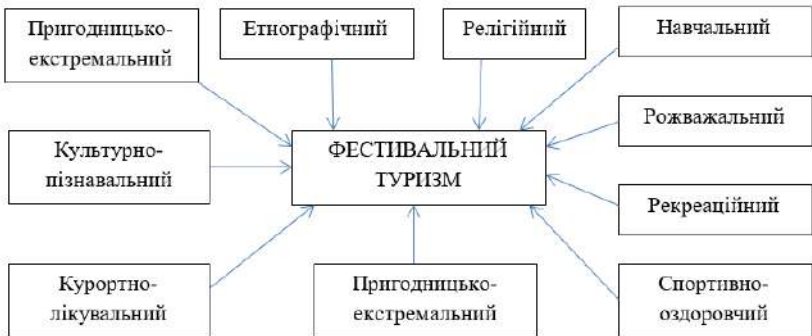 Пригодницько-
екстремальний
Етнографічний
Релігійний
Навчальний
Культурно-
пізнавальний
ФЕСТИВАЛЬНИЙ
ТУРИЗМ
Рожважальний
Рекреаційний
Курортно-
лікувальний
Пригодницько-
екстремальний
Спортивно-
оздоровчий